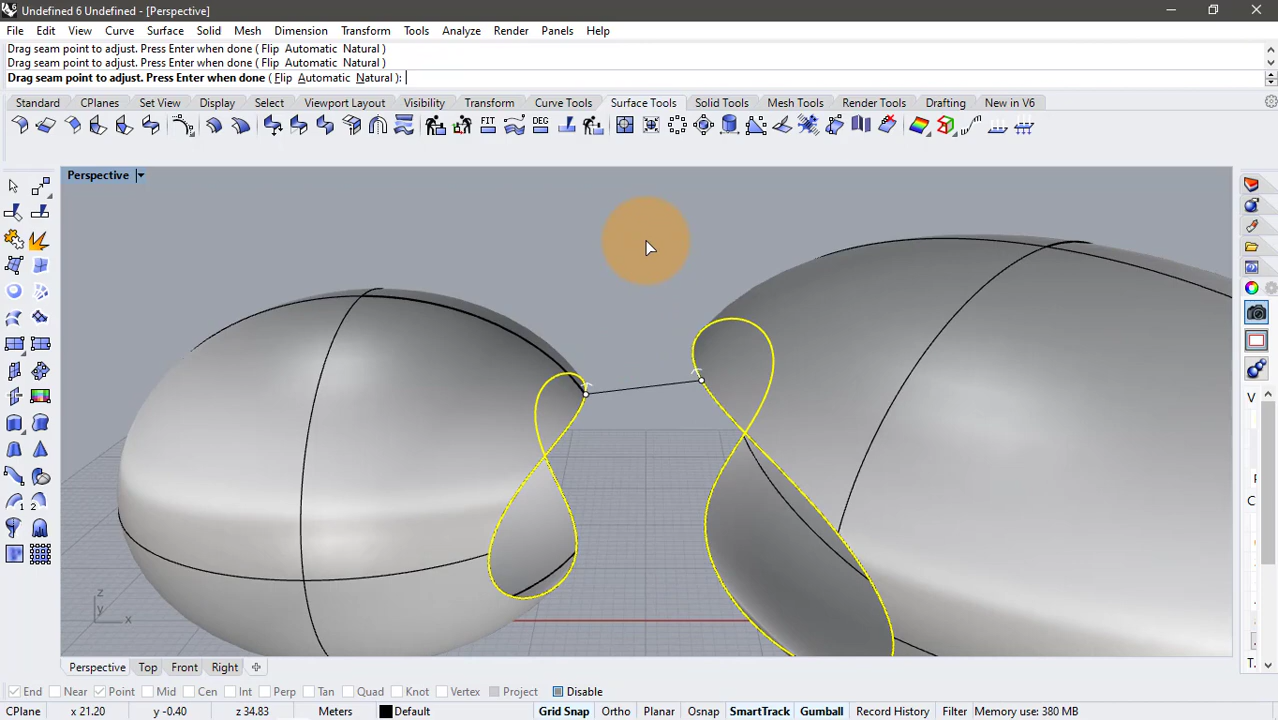 Undefined 6 Undefined - [Perspective]
File Edit View Curve Surface Solid Mesh Dimension Transform Tools Analyze Render Panels Help
Drag seam point to adjust. Press Enter when done ( Flip Automatic Natural )
Drag seam point to adjust. Press Enter when done ( Flip Automatic Natural )
Drag seam point to adjust. Press Enter when done ( Flip Automatic Natural ):
Standard CPlanes Set View Display Select Viewport Layout Visibility Transform Curve Tools Surface Tools Solid Tools Mesh Tools Render Tools Drafting New in V6
FIT DEG
Perspective
1 2
z
y x
Perspective Top Front Right
End Near Point Mid Cen Int Perp Tan Quad Knot Vertex Project Disable
CPlane x 21.20 y -0.40 z 34.83 Meters Default Grid Snap Ortho Planar Osnap SmartTrack Gumball Record History Filter Memory use: 380 MB